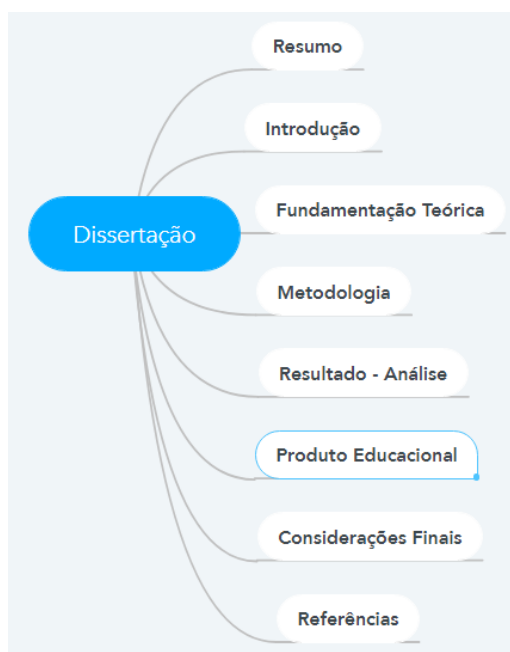 Resumo
Introdução
Fundamentação Teórica
Dissertação
Metodologia
Resultado - Análise
Produto Educacional
Considerações Finais
Referências